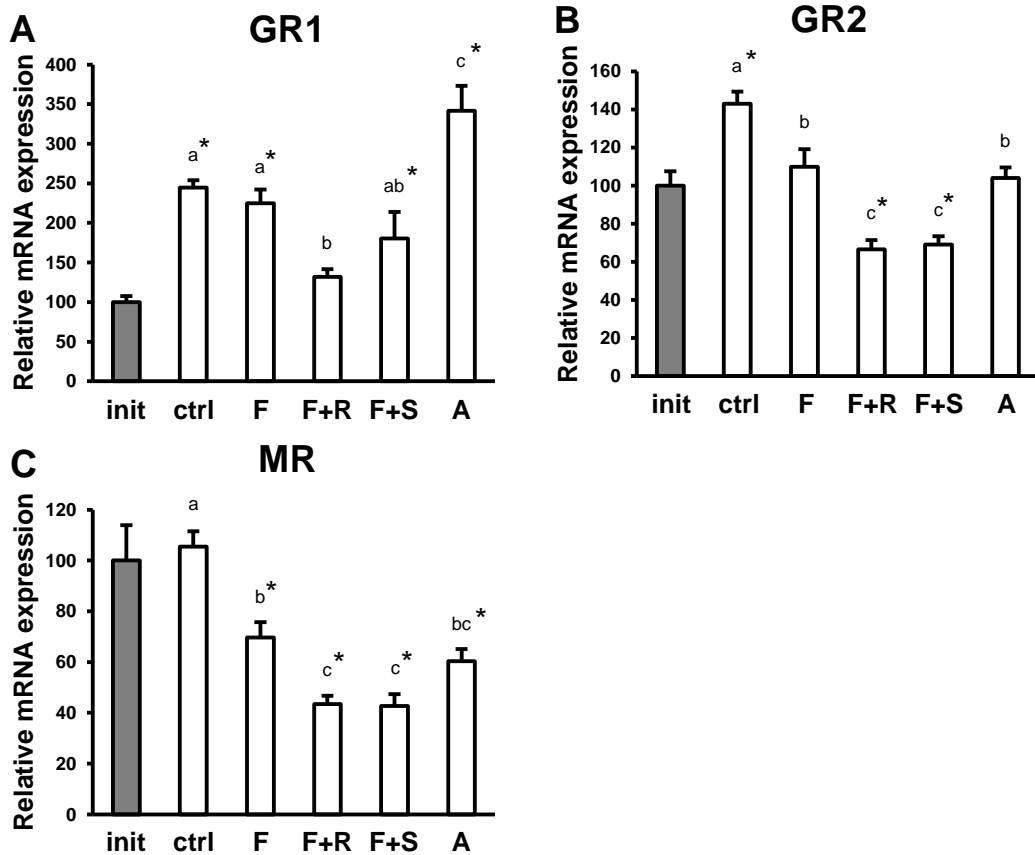 A
GR1
Relative mRNA expression
400
350
300
250
200
150
100
50
0
a*
a*
b
ab*
c*
init ctrl F F+R F+S A
B
GR2
Relative mRNA expression
160
140
120
100
80
60
40
20
0
a*
b
c*
c*
b
init ctrl F F+R F+S A
C
MR
Relative mRNA expression
120
100
80
60
40
20
0
a
b*
c*
c*
bc*
init ctrl F F+R F+S A